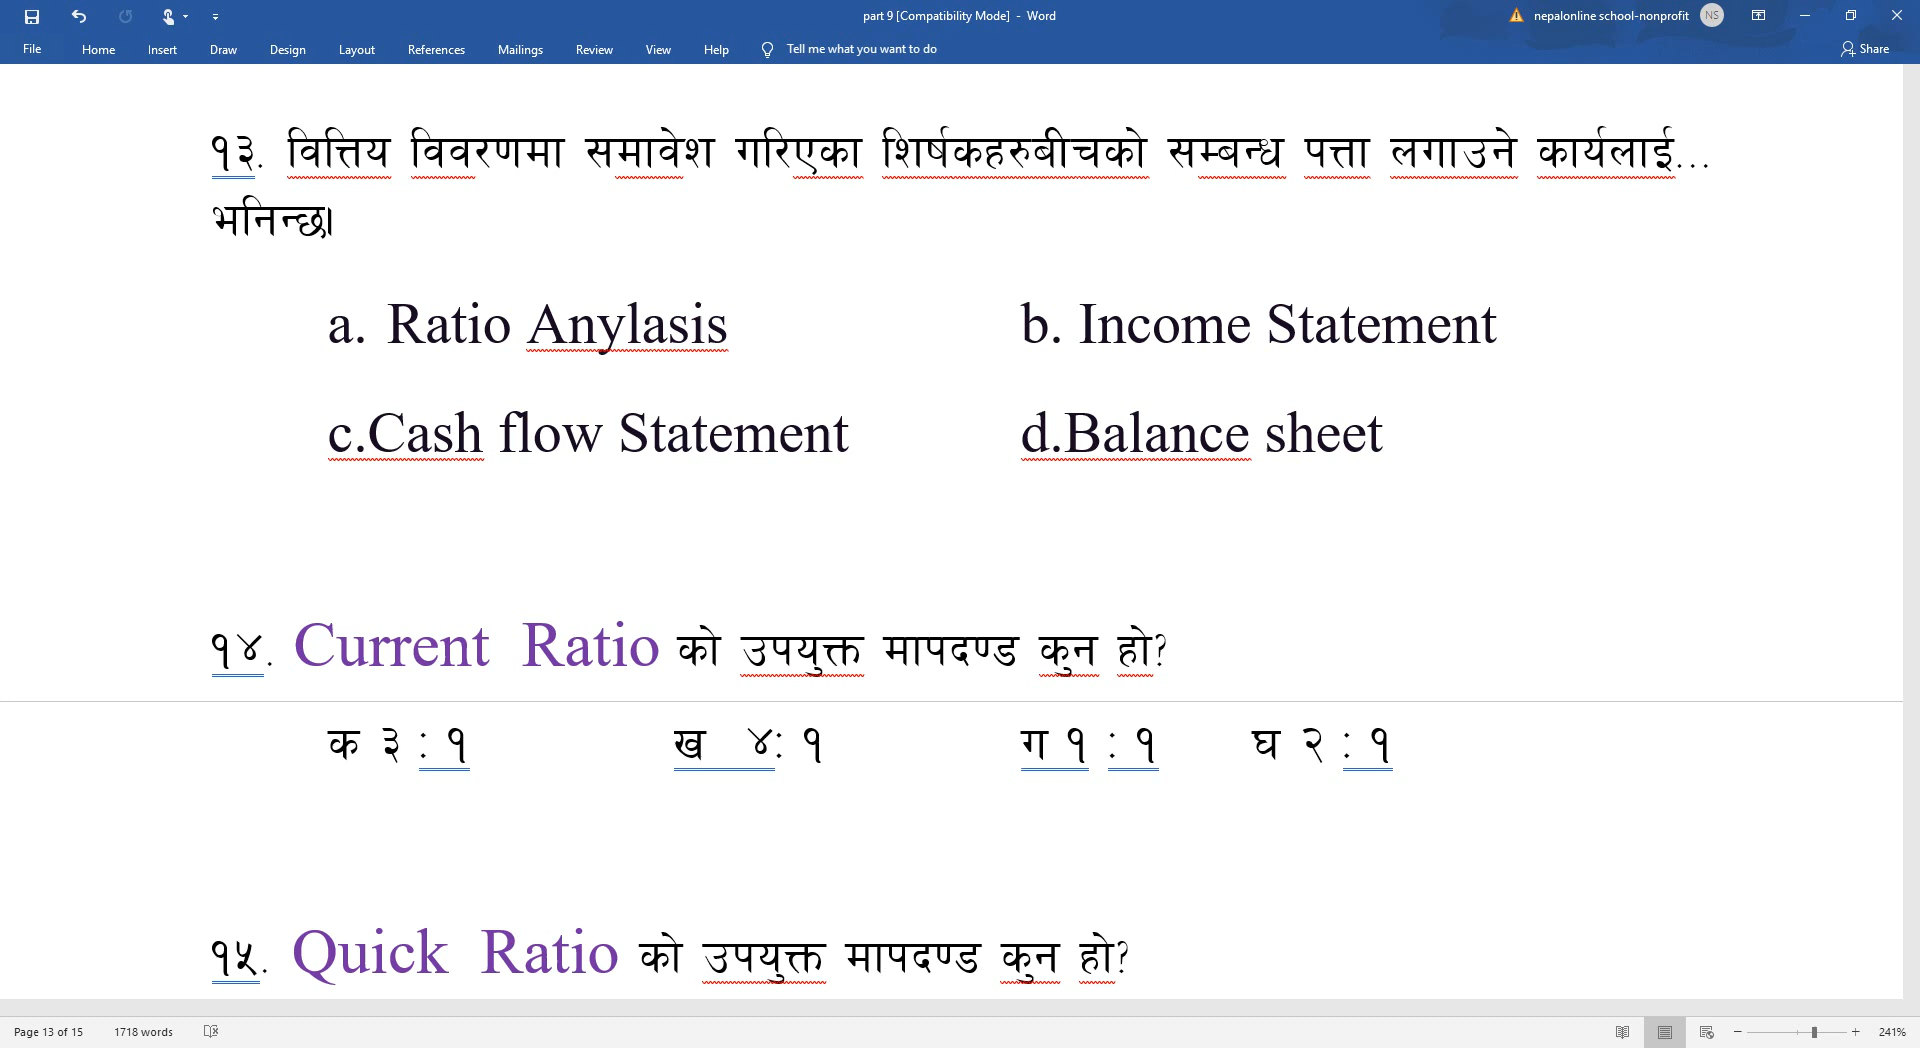 part 9 [Compatibility Mode] - Word
nepalonline school-nonprofit NS
File Home Insert Draw Design Layout References Mailings Review View Help Tell me what you want to do Share
१३. वित्तिय विवरणमा समावेश गरिएका शिर्षकहरुबीचको सम्बन्ध पत्ता लगाउने कार्यलाई...
भनिन्छ।
a. Ratio Anylasis b. Income Statement
c.Cash flow Statement d.Balance sheet
१४. Current Ratio को उपयुक्त मापदण्ड कुन हो?
क ३ : १ ख ४: १ ग १ : १ घ २ : १
१५. Quick Ratio को उपयुक्त मापदण्ड कुन हो?
Page 13 of 15 1718 words 241%